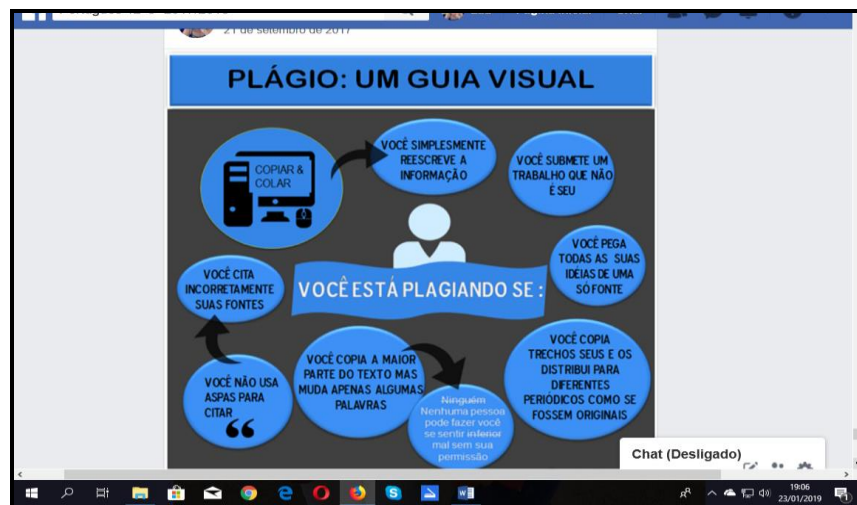 21 de setembro de 2017
PLÁGIO: UM GUIA VISUAL
COPIAR &
COLAR
VOCÊ SIMPLESMENTE
REESCREVE A
INFORMAÇÃO
VOCÊ SUBMETE UM
TRABALHO QUE NÃO
É SEU
VOCÊ PEGA
TODAS AS SUAS
IDÉIAS DE UMA
SÓ FONTE
VOCÊ CITA
INCORRETAMENTE
SUAS FONTES
VOCÊ ESTÁ PLAGIANDO SE :
VOCÊ NÃO USA
ASPAS PARA
CITAR
VOCÊ COPIA A MAIOR
PARTE DO TEXTO MAS
MUDA APENAS ALGUMAS
PALAVRAS
Ninguém
Nenhuma pessoa
pode fazer você
se sentir inferior
mal sem sua
permissão
VOCÊ COPIA
TRECHOS SEUS E OS
DISTRIBUI PARA
DIFERENTES
PERIÓDICOS COMO SE
FOSSEM ORIGINAIS
Chat (Desligado)
19:06
23/01/2019